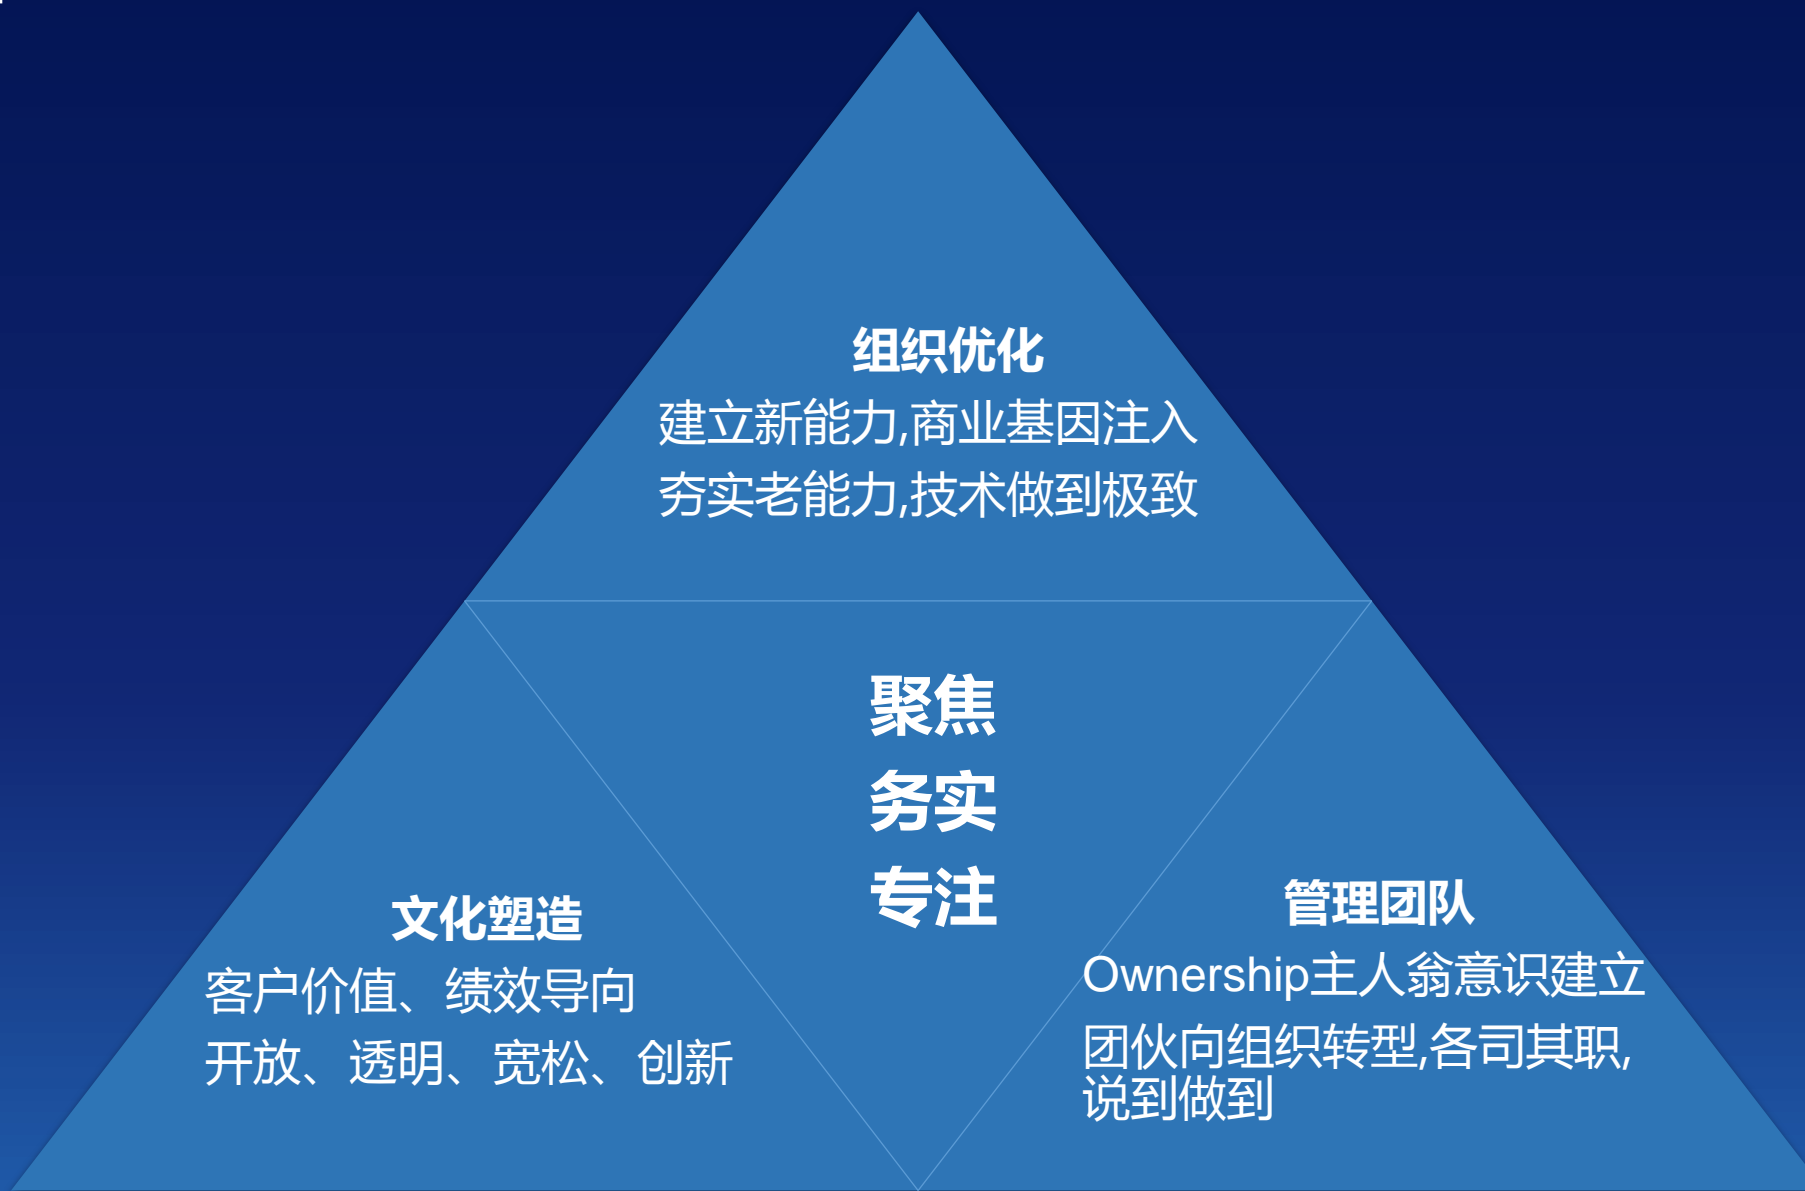 组织优化
建立新能力,商业基因注入
夯实老能力,技术做到极致
聚焦
务实
专注
文化塑造
客户价值、绩效导向
开放、透明、宽松、创新
管理团队
Ownership主人翁意识建立
团伙向组织转型,各司其职,
说到做到